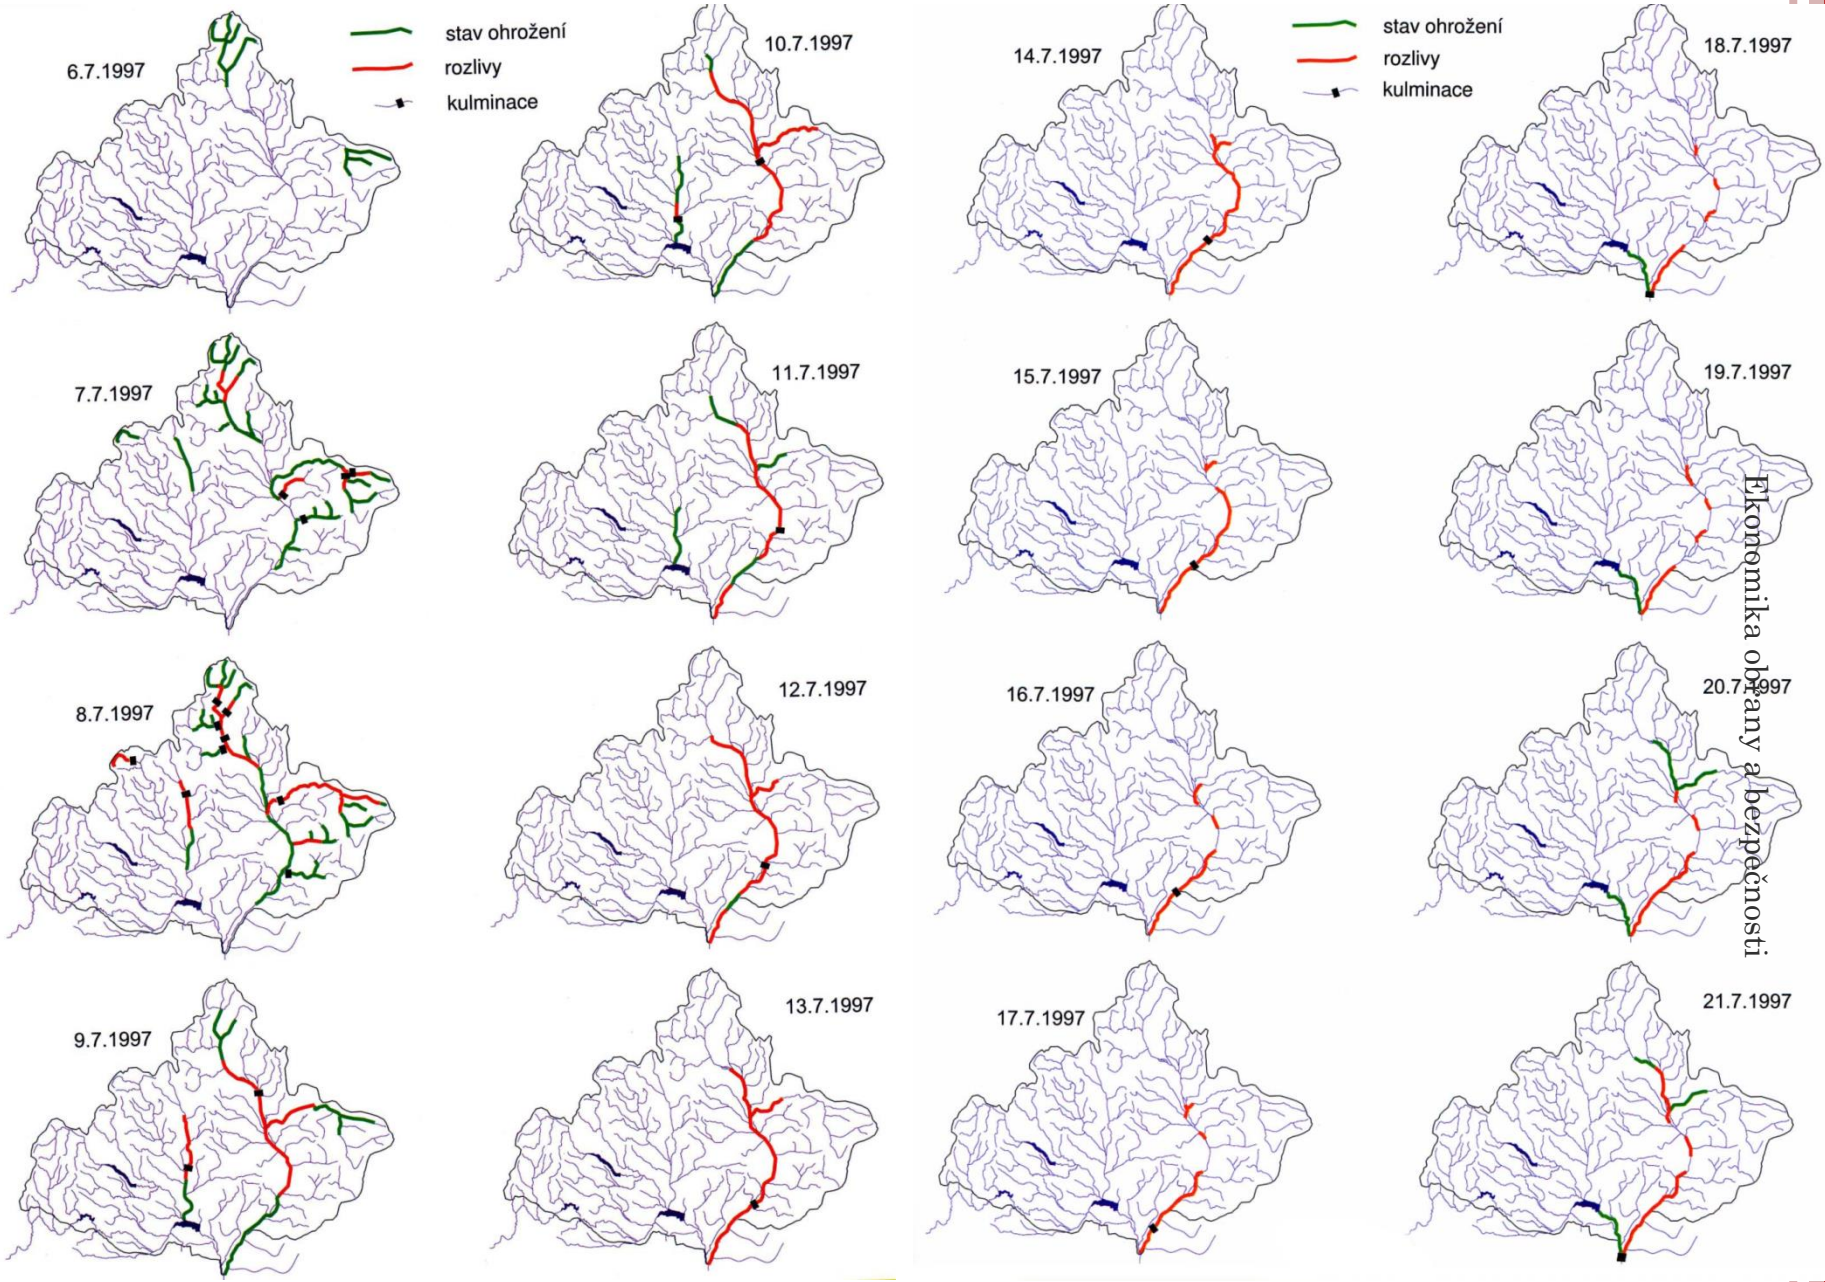 stav ohrožení
rozlivy
kulminace
6.7.1997
7.7.1997
8.7.1997
9.7.1997
10.7.1997
11.7.1997
12.7.1997
13.7.1997
stav ohrožení
rozlivy
kulminace
14.7.1997
15.7.1997
16.7.1997
17.7.1997
18.7.1997
19.7.1997
20.7.1997
21.7.1997
Ekonomika obrany a bezpečnosti